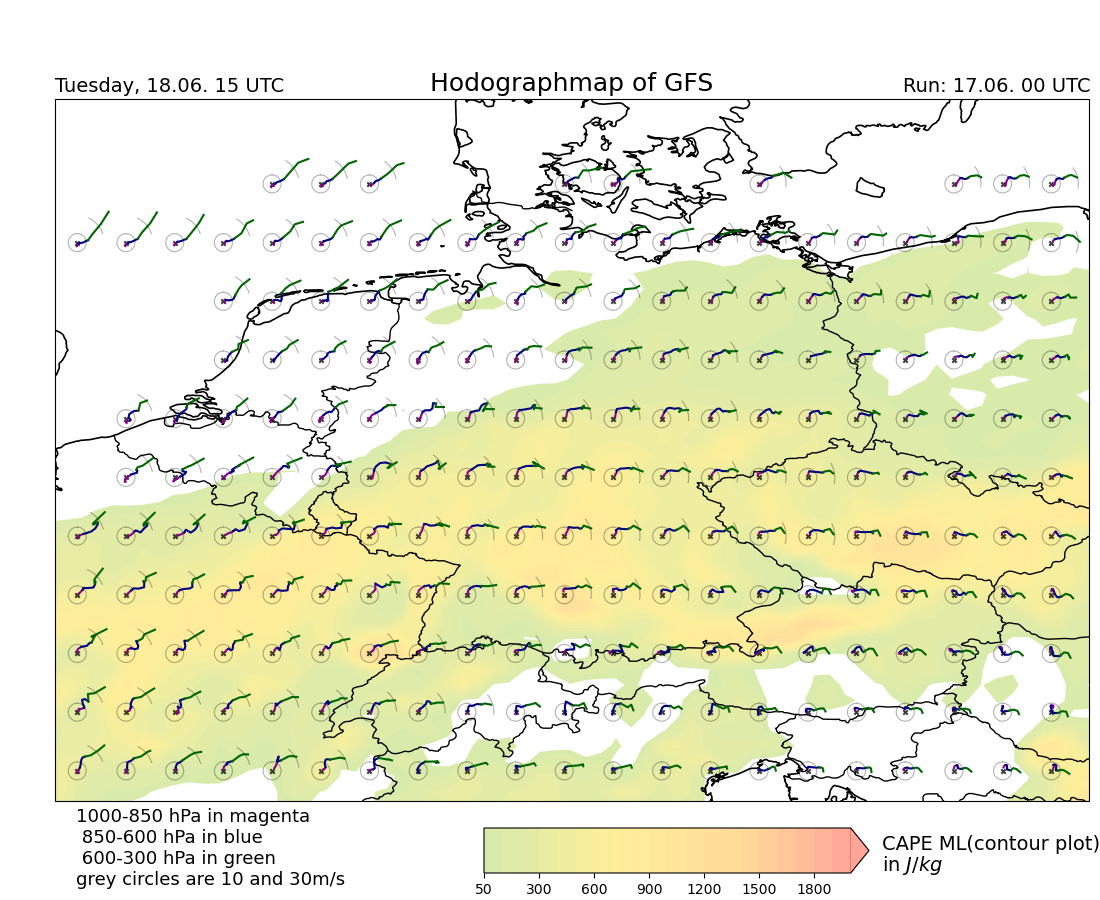 Hodographmap of GFS
Tuesday, 18.06. 15 UTC
Run: 17.06. 00 UTC
1000-850 hPa in magenta
850-600 hPa in blue
600-300 hPa in green
grey circles are 10 and 30m/s
50 300 600 900 1200 1500 1800
CAPE ML(contour plot)
in J/kg